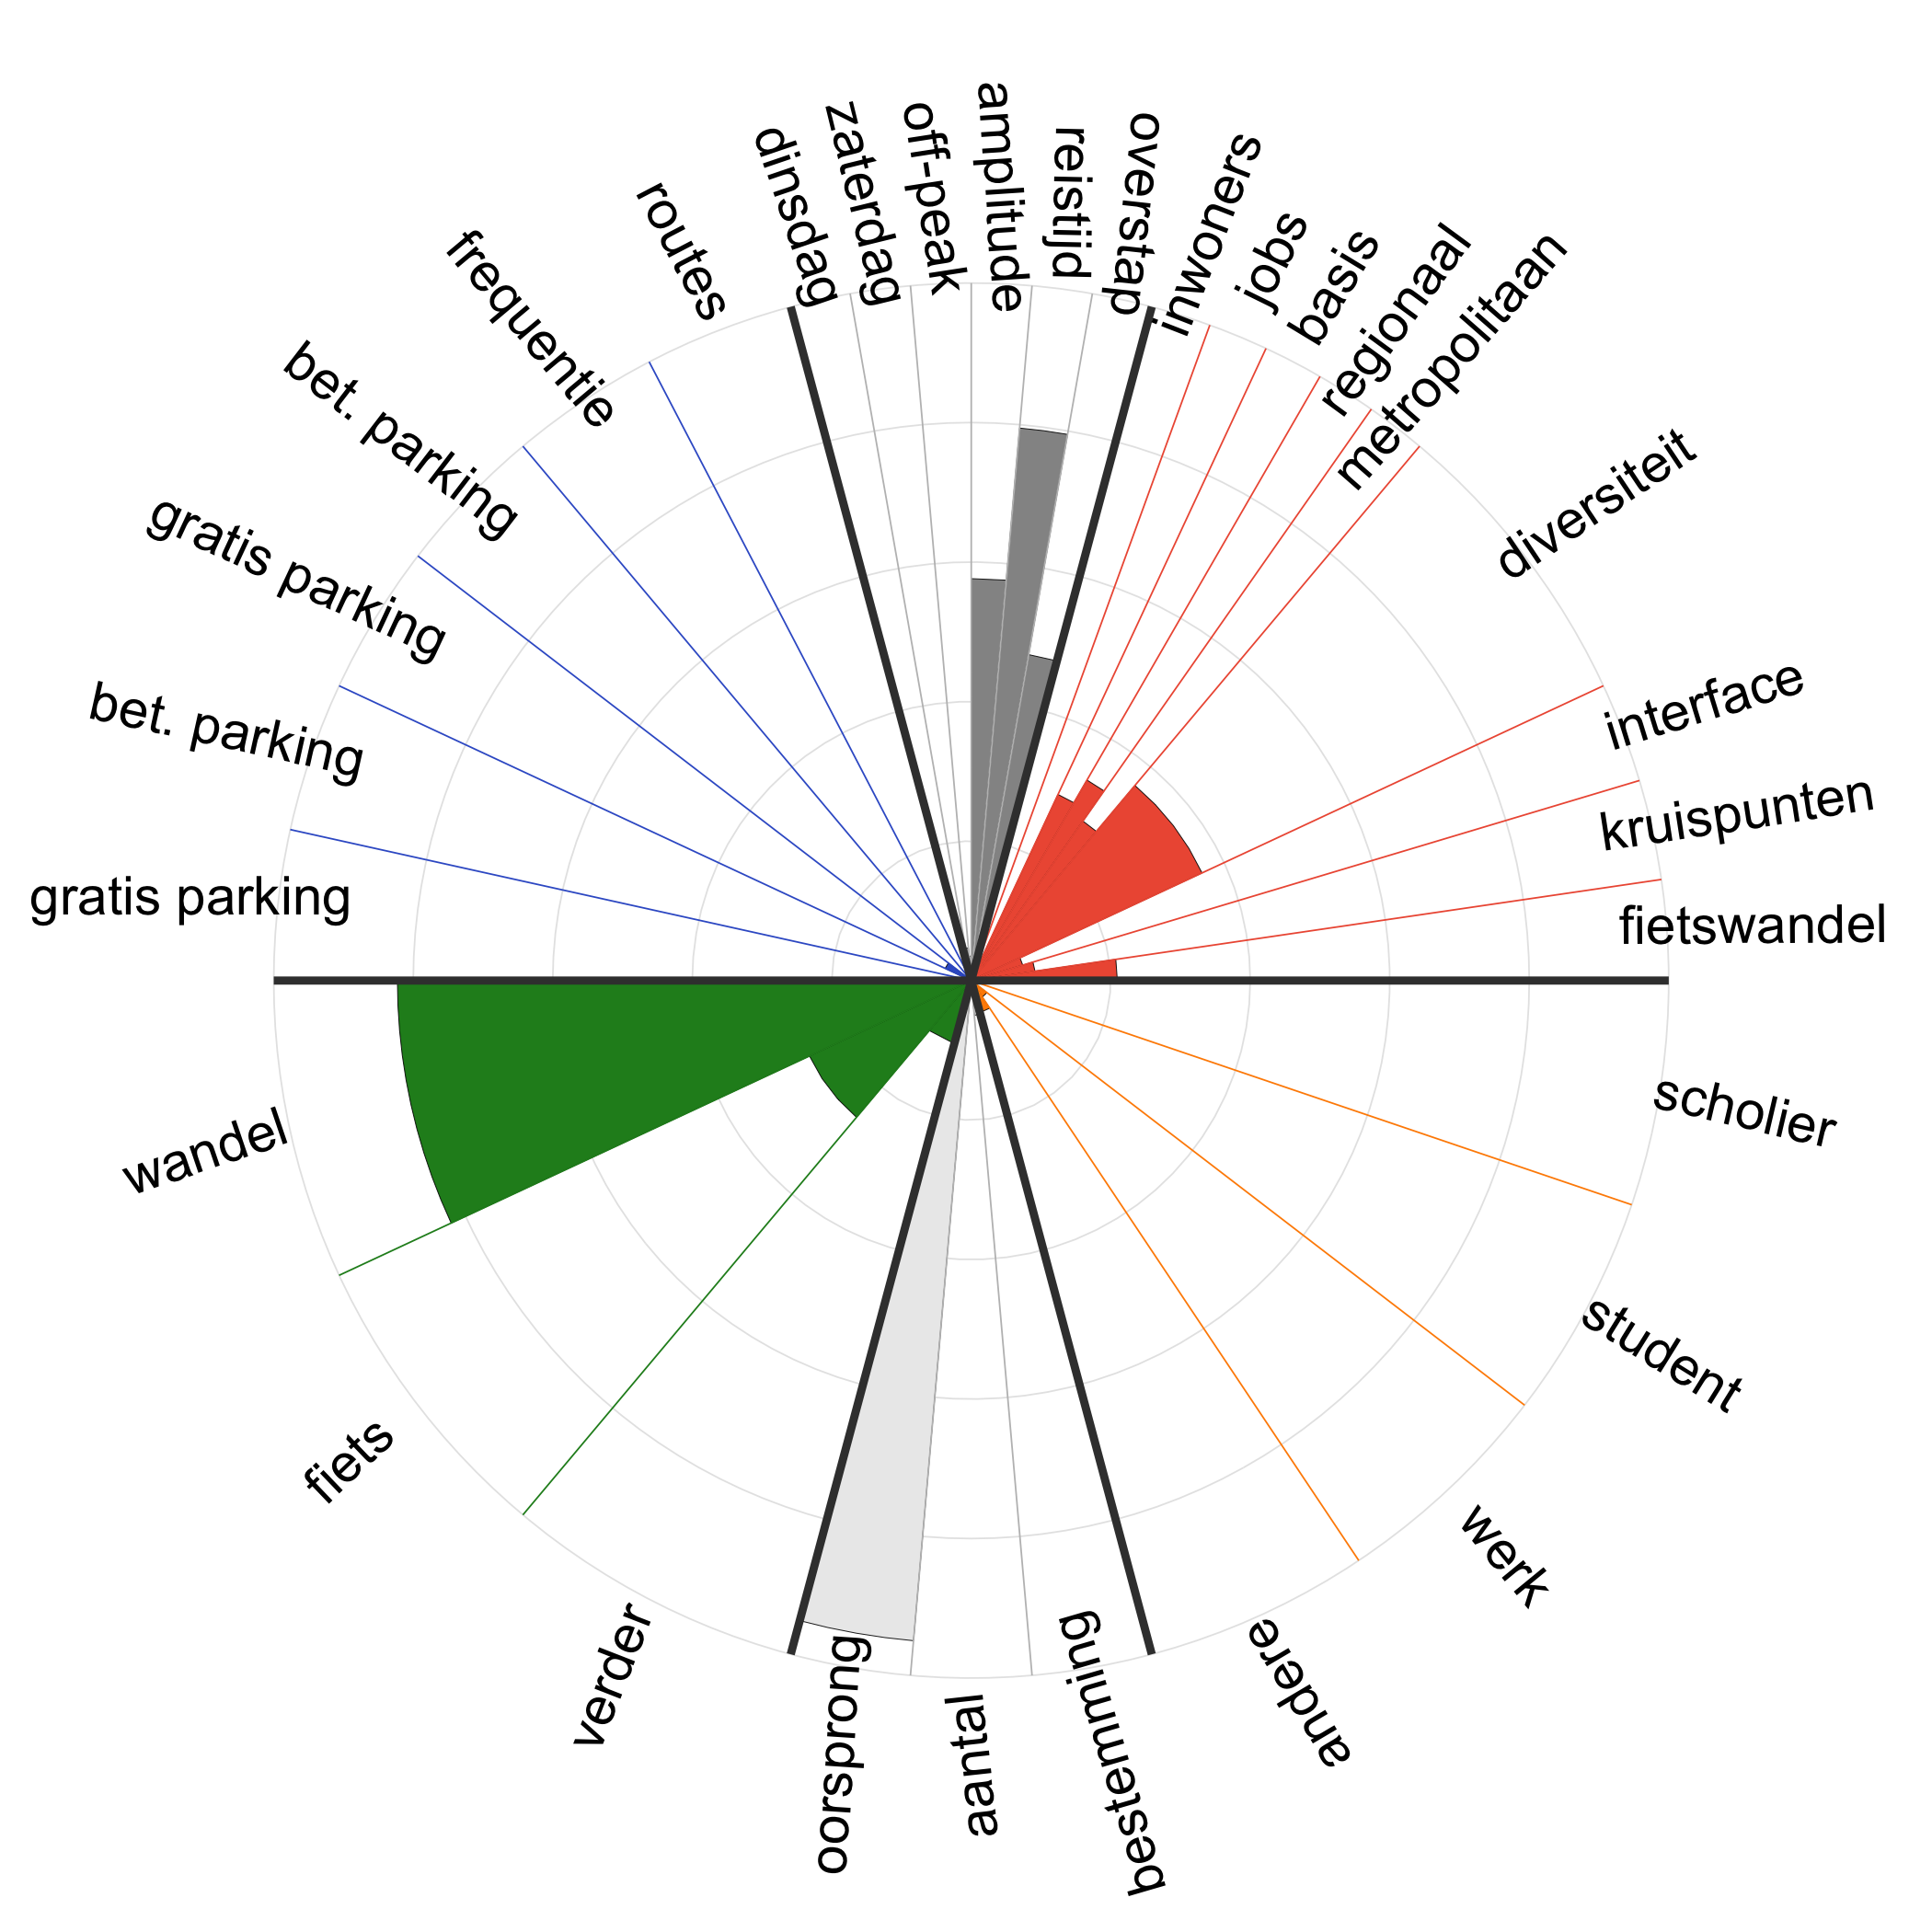 dinsdag
zaterdag
off-peak
amplitude
reistijd
overstap
inwoners
jobs
basis
regionaal
metropolitaan
diversiteit
interface
kruispunten
fietswandel
scholier
student
werk
andere
bestemming
aantal
oorsprong
verder
fiets
wandel
gratis parking
bet. parking
gratis parking
bet. parking
frequentie
routes